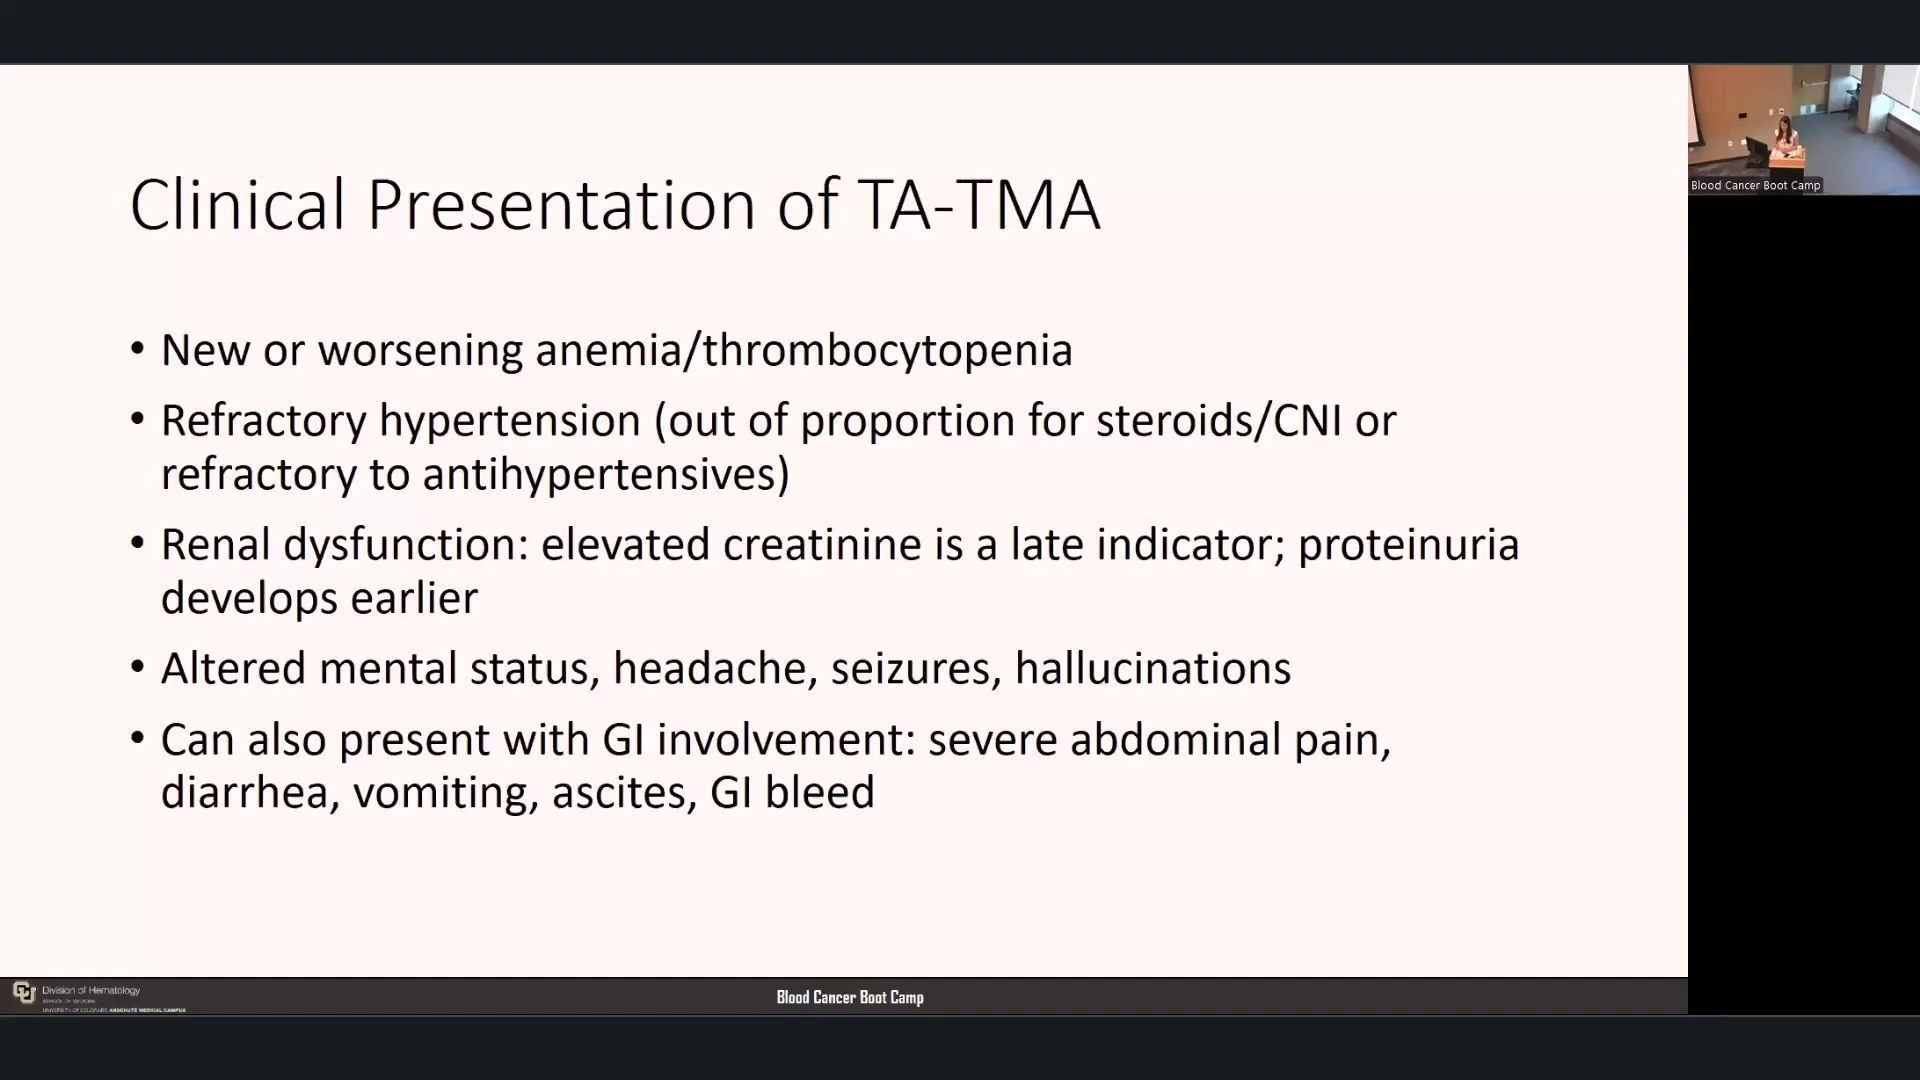 Blood Cancer Boot Camp
Clinical Presentation of TA-TMA
• New or worsening anemia/thrombocytopenia
• Refractory hypertension (out of proportion for steroids/CNI or
refractory to antihypertensives)
• Renal dysfunction: elevated creatinine is a late indicator; proteinuria
develops earlier
• Altered mental status, headache, seizures, hallucinations
• Can also present with GI involvement: severe abdominal pain,
diarrhea, vomiting, ascites, GI bleed
Division of Hematology
SCHOOL OF MEDICINE
UNIVERSITY OF COLORADO ANSCHUTZ MEDICAL CAMPUS
Blood Cancer Boot Camp